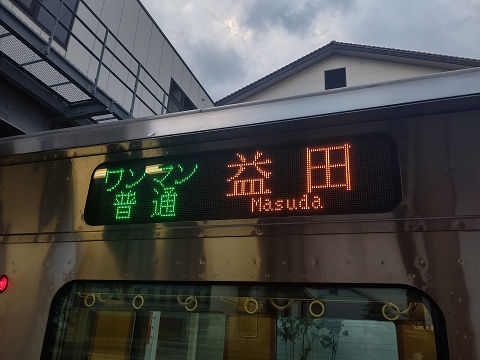 ワンマン
普通
益田
Masuda